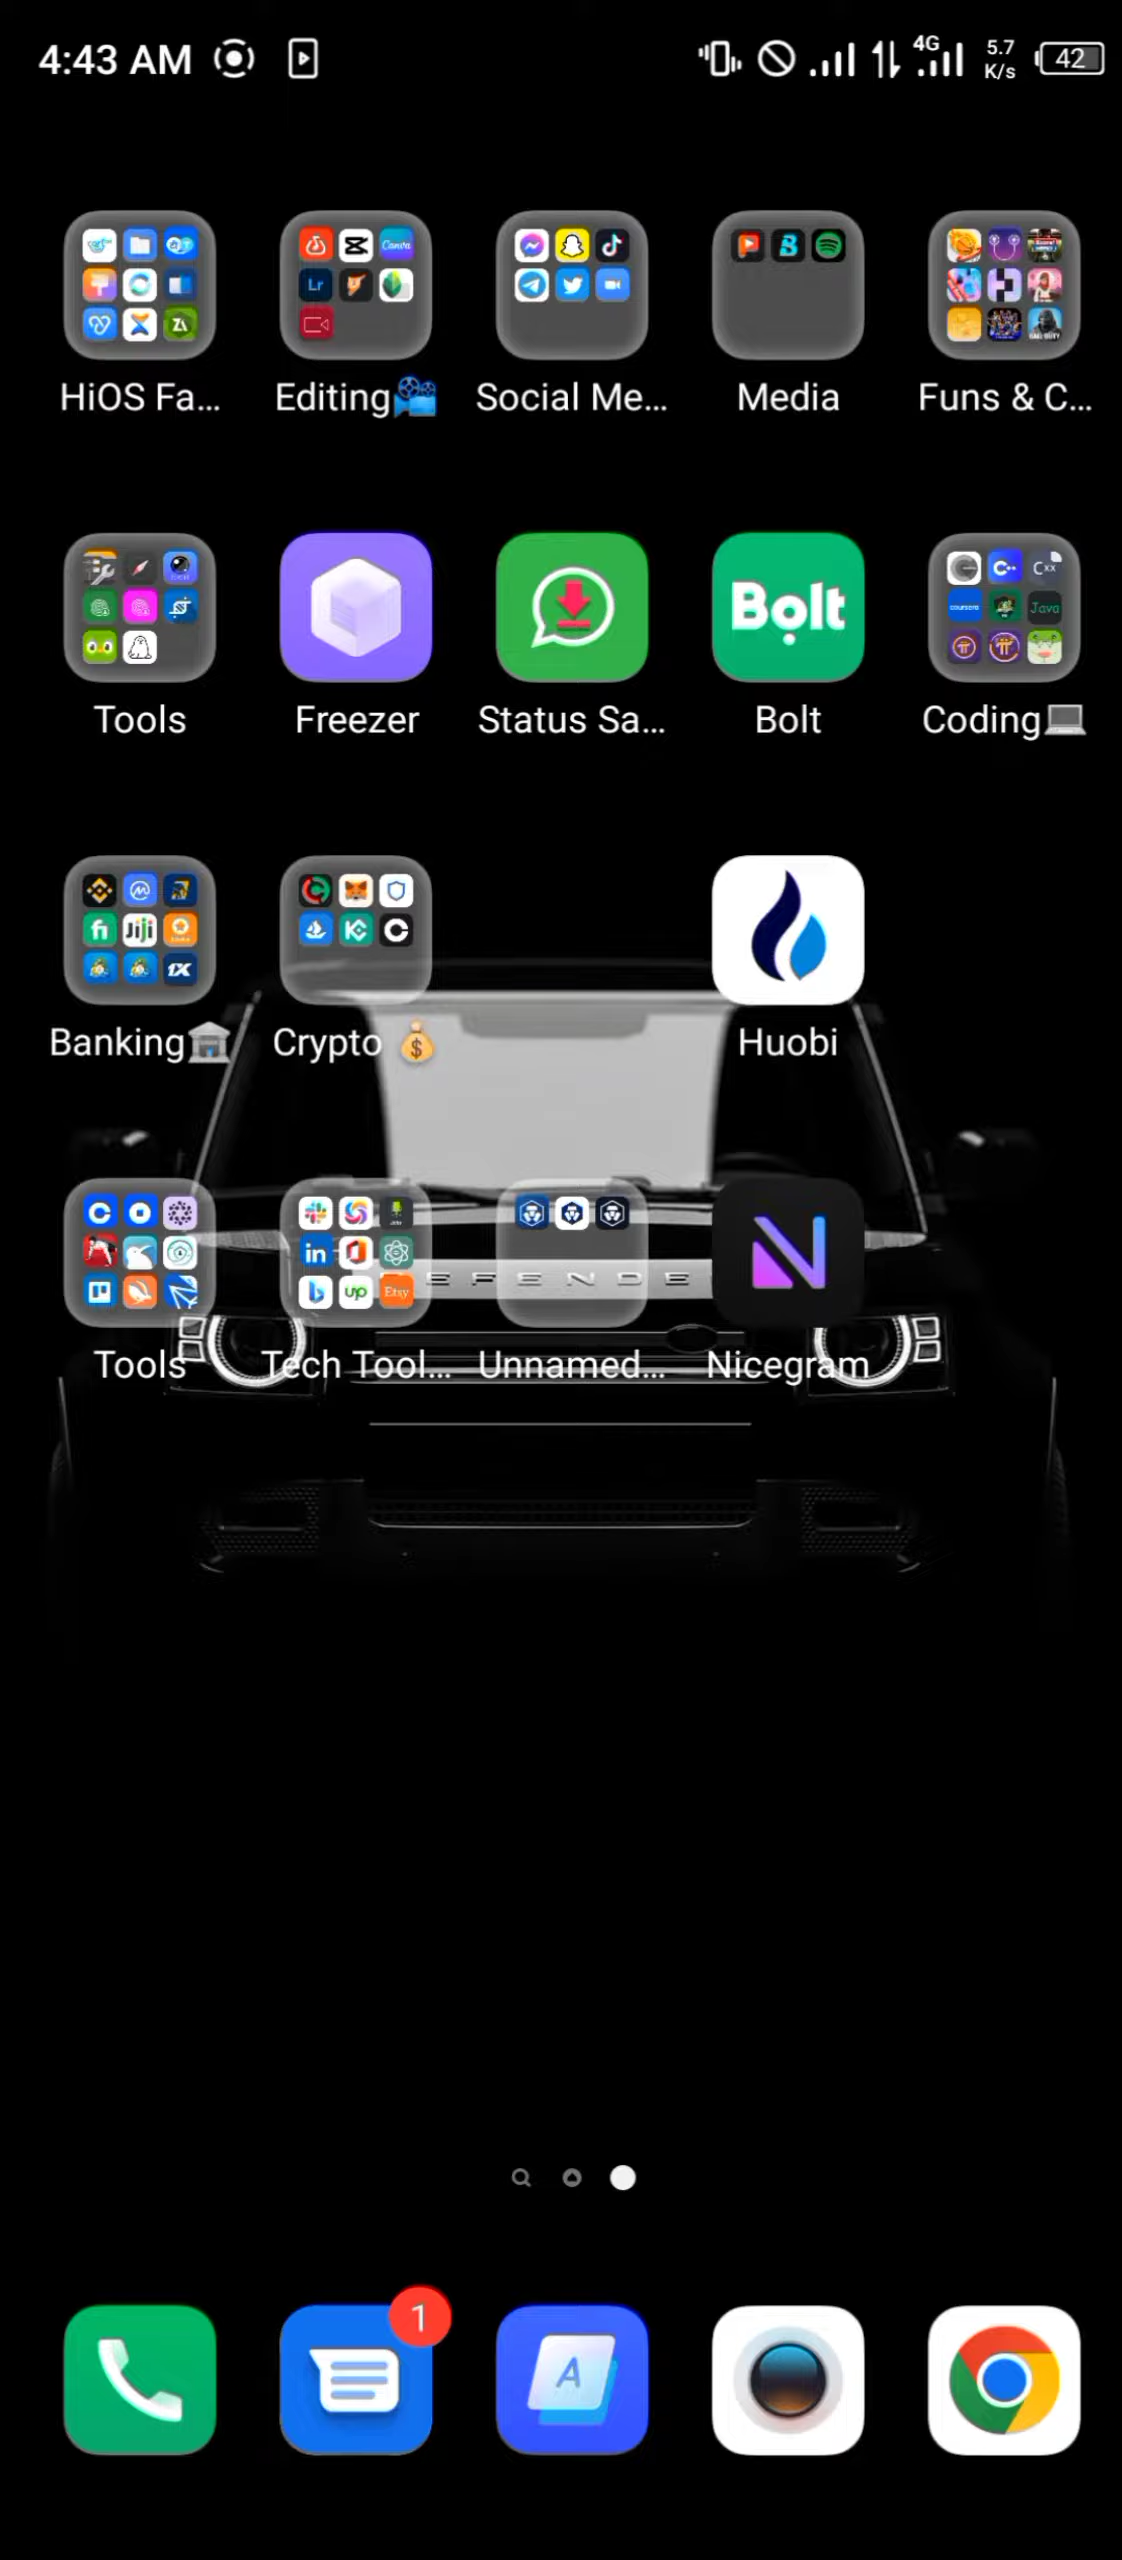 4:43 AM 4G 5.7 K/s 42
HiOS Fa... Editing Social Me... Media Funs & C...
Bolt
Tools Freezer Status Sa... Bolt Coding
Banking Crypto Huobi
EFENDE
Tools Tech Tool... Unnamed... Nicegram
1
A